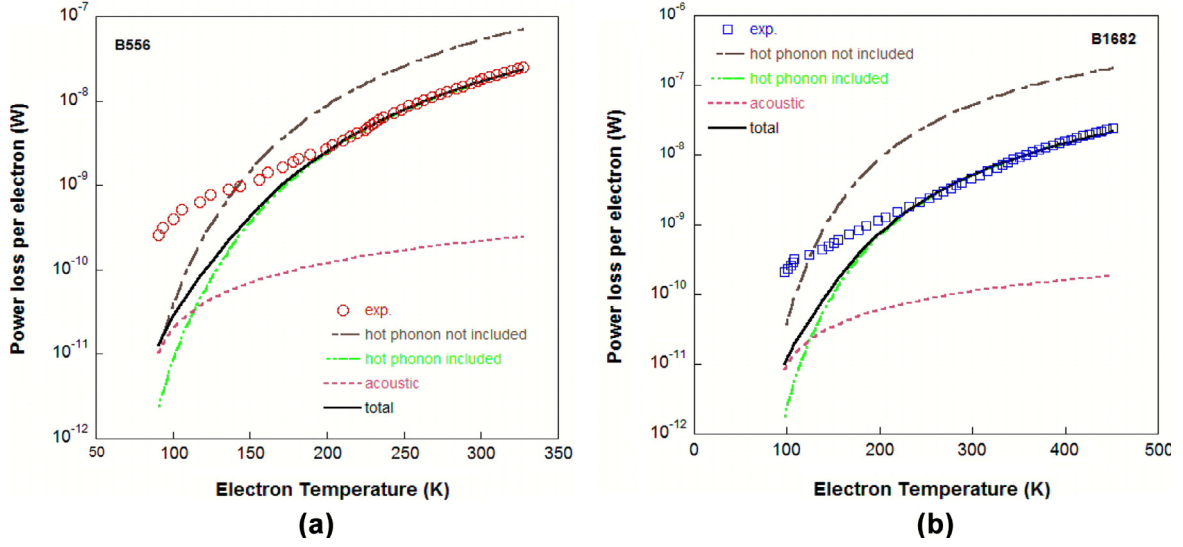 B556
Power loss per electron (W)
10⁻⁷
10⁻⁸
10⁻⁹
10⁻¹⁰
10⁻¹¹
10⁻¹²
exp.
hot phonon not included
hot phonon included
acoustic
total
50 100 150 200 250 300 350
Electron Temperature (K)
(a)
B1682
Power loss per electron (W)
10⁻⁶
10⁻⁷
10⁻⁸
10⁻⁹
10⁻¹⁰
10⁻¹¹
10⁻¹²
exp.
hot phonon not included
hot phonon included
acoustic
total
0 100 200 300 400 500
Electron Temperature (K)
(b)